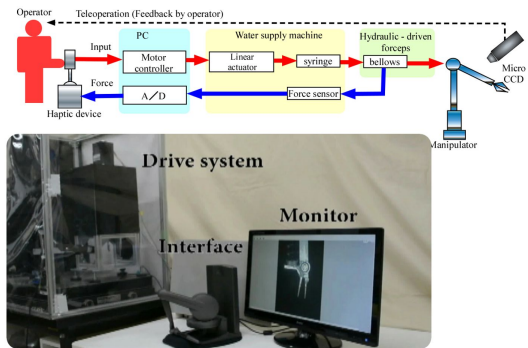 Operator
Teleoperation (Feedback by operator)
Input
PC
Motor
controller
Water supply machine
Linear
actuator
syringe
Hydraulic - driven
forceps
bellows
Micro
CCD
Force
A／D
Force sensor
Haptic device
Manipulator
Drive system
Monitor
Interface